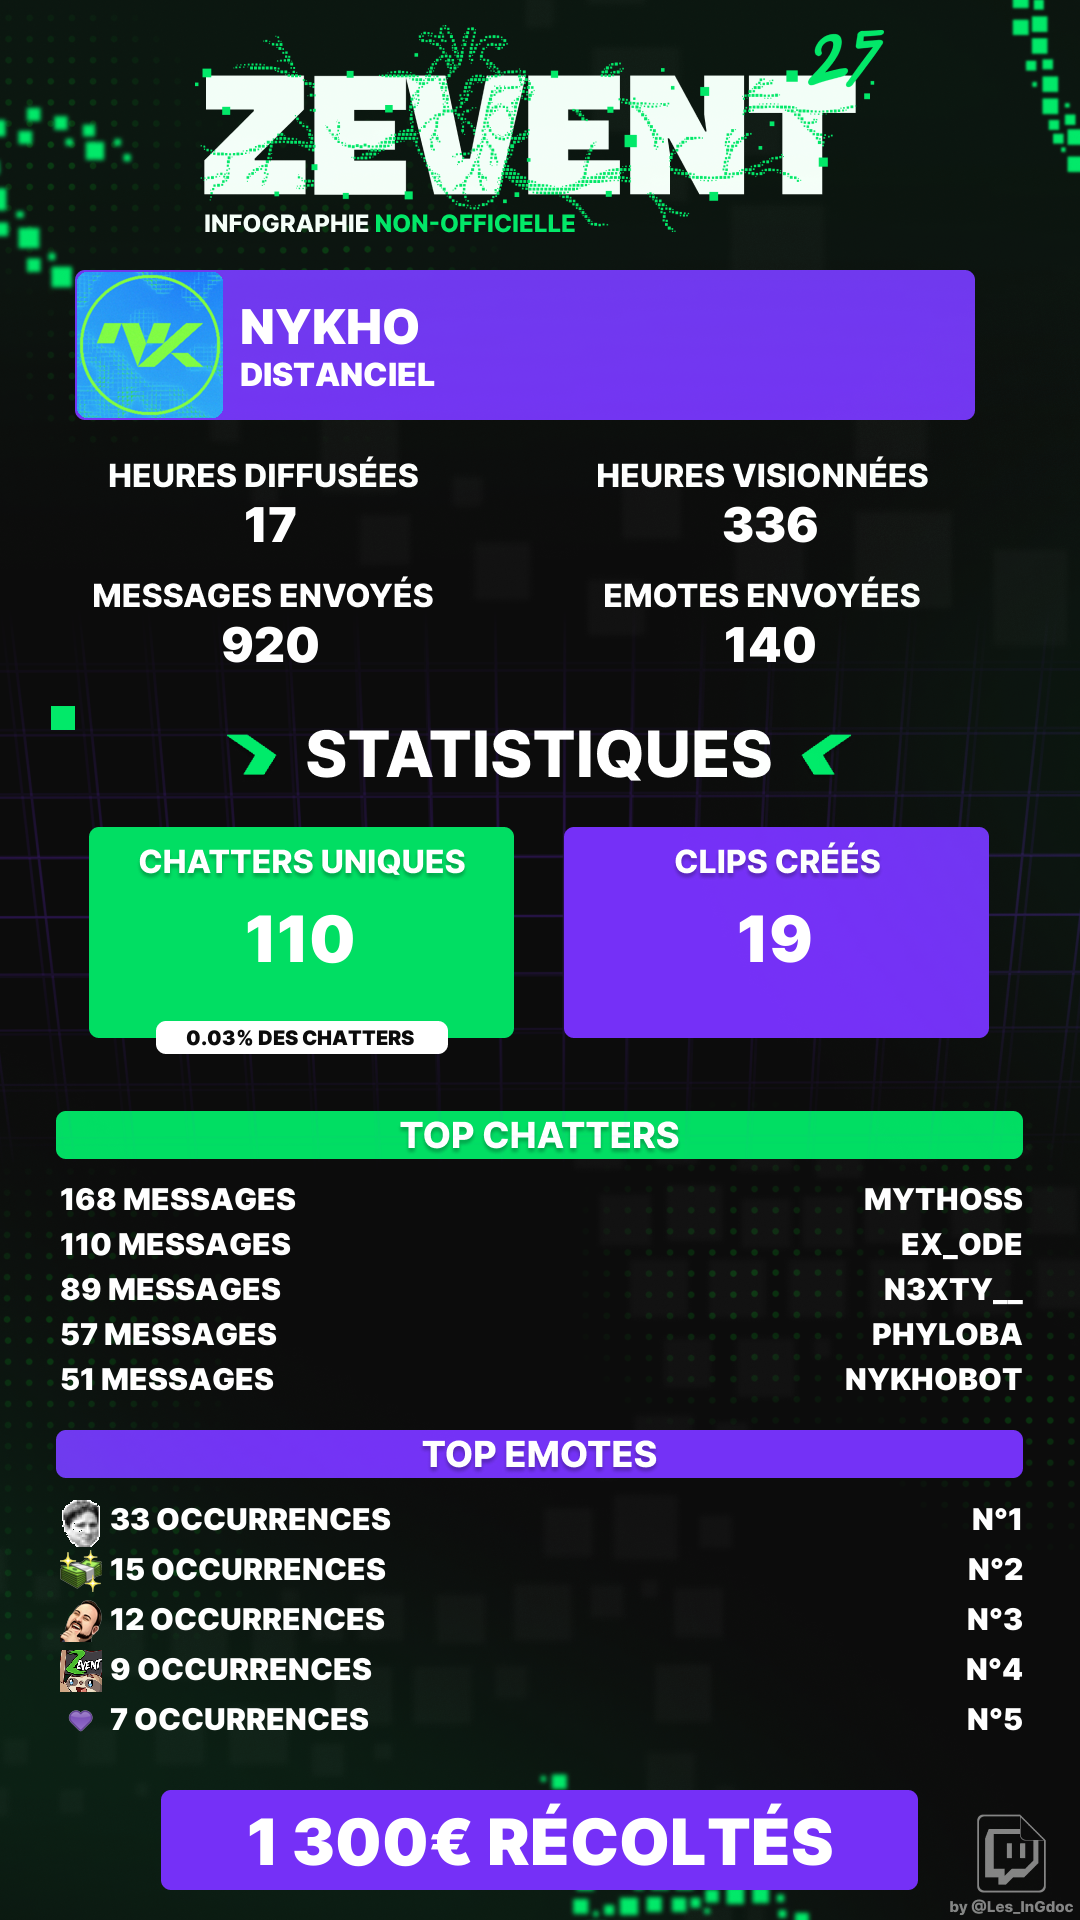 ZEVENT 25
INFOGRAPHIE NON-OFFICIELLE
NK
NYKHO
DISTANCIEL
HEURES DIFFUSÉES
17
HEURES VISIONNÉES
336
MESSAGES ENVOYÉS
920
EMOTES ENVOYÉES
140
STATISTIQUES
CHATTERS UNIQUES
110
0.03% DES CHATTERS
CLIPS CRÉÉS
19
TOP CHATTERS
168 MESSAGES MYTHOSS
110 MESSAGES EX_ODE
89 MESSAGES N3XTY__
57 MESSAGES PHYLOBA
51 MESSAGES NYKHOBOT
TOP EMOTES
33 OCCURRENCES N°1
15 OCCURRENCES N°2
12 OCCURRENCES N°3
ZEVENT
9 OCCURRENCES N°4
7 OCCURRENCES N°5
1 300€ RÉCOLTÉS
by @Les_InGdoc